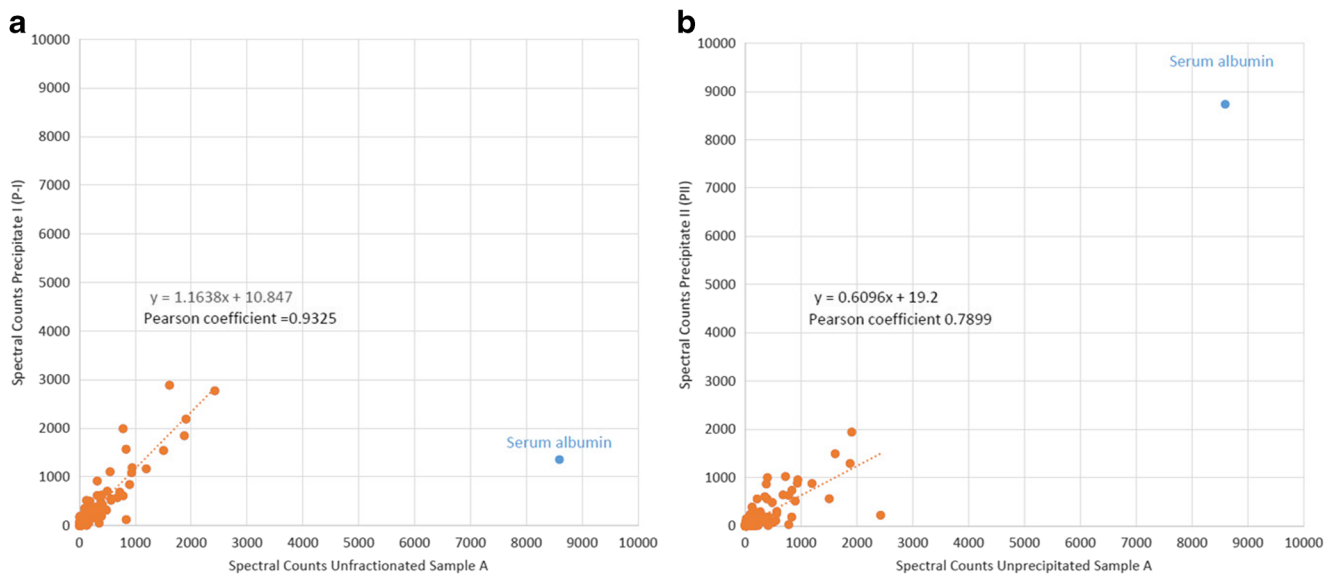 a
10000
9000
8000
7000
6000
5000
4000
3000
2000
1000
0
Spectral Counts Precipitate I (P-I)
y = 1.1638x + 10.847
Pearson coefficient =0.9325
Serum albumin
0 1000 2000 3000 4000 5000 6000 7000 8000 9000 10000
Spectral Counts Unfractionated Sample A
b
10000
9000
8000
7000
6000
5000
4000
3000
2000
1000
0
Spectral Counts Precipitate II (PII)
Serum albumin
y = 0.6096x + 19.2
Pearson coefficient 0.7899
0 1000 2000 3000 4000 5000 6000 7000 8000 9000 10000
Spectral Counts Unprecipitated Sample A